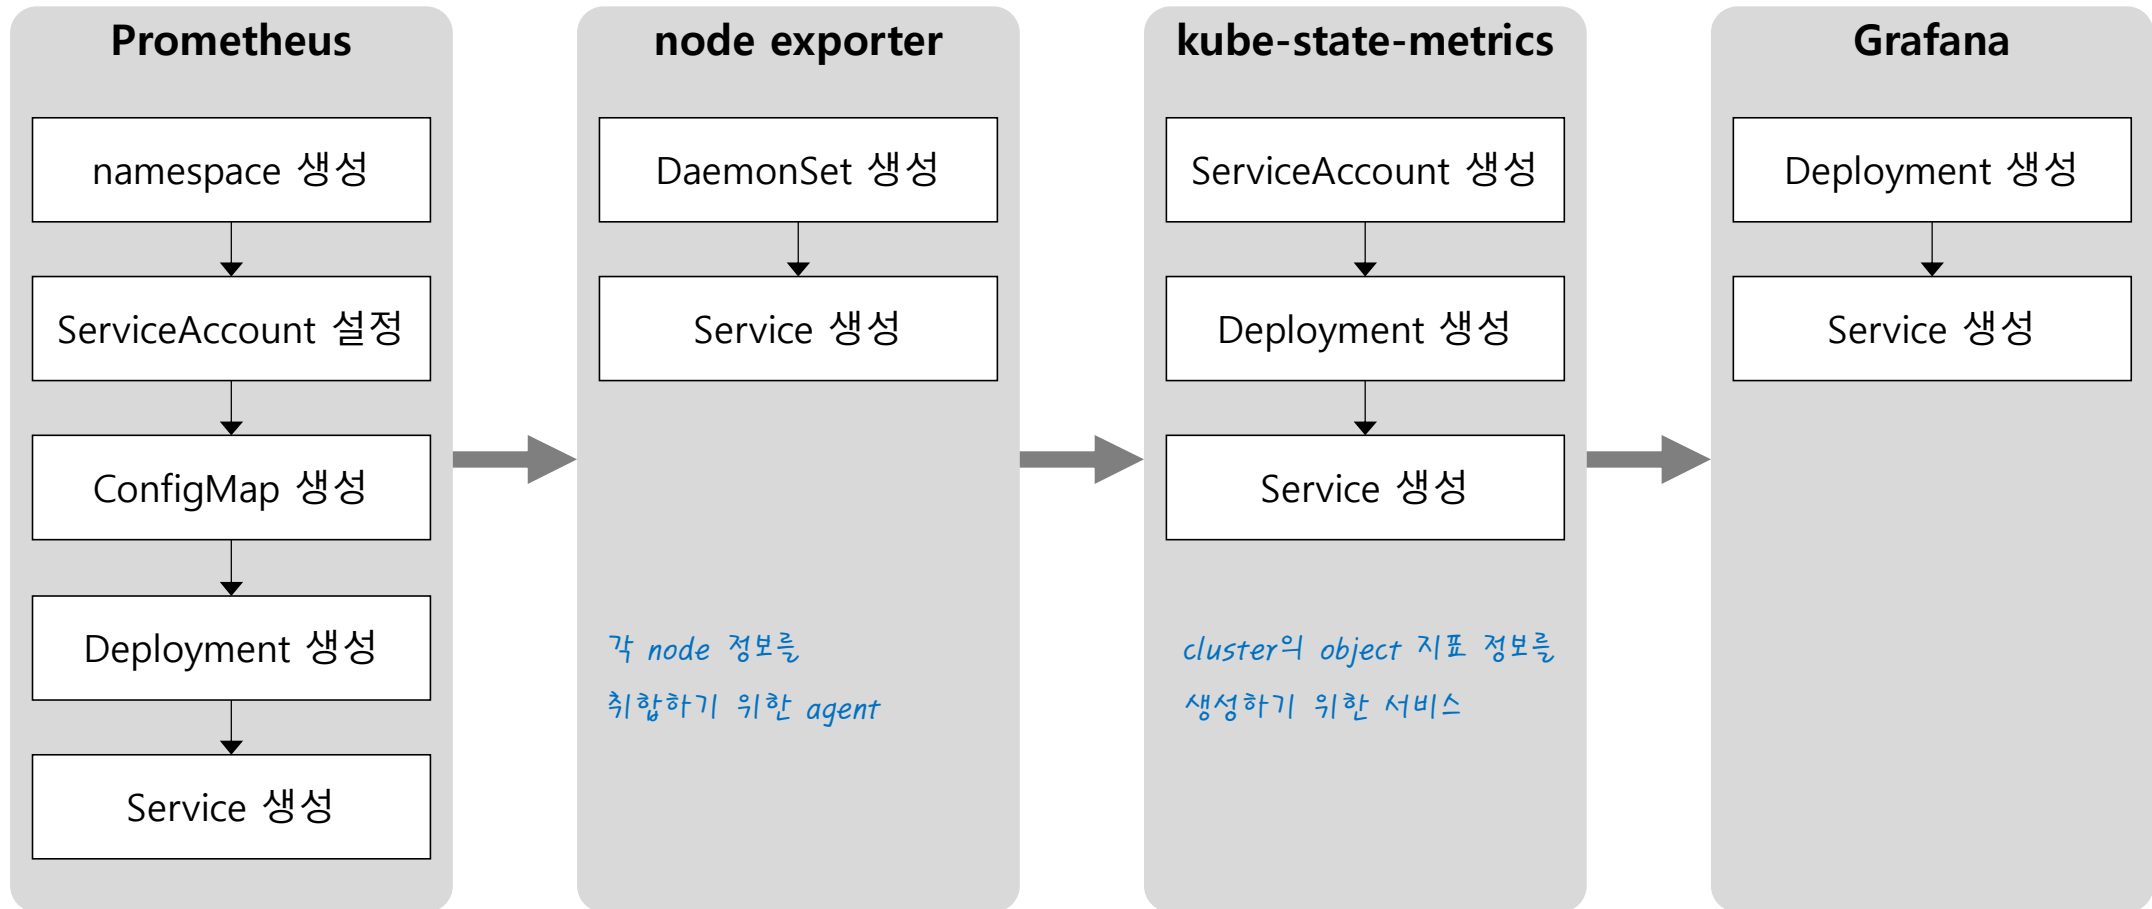 Prometheus
namespace 생성
ServiceAccount 설정
ConfigMap 생성
Deployment 생성
Service 생성
node exporter
DaemonSet 생성
Service 생성
각 node 정보를
취합하기 위한 agent
kube-state-metrics
ServiceAccount 생성
Deployment 생성
Service 생성
cluster의 object 지표 정보를
생성하기 위한 서비스
Grafana
Deployment 생성
Service 생성